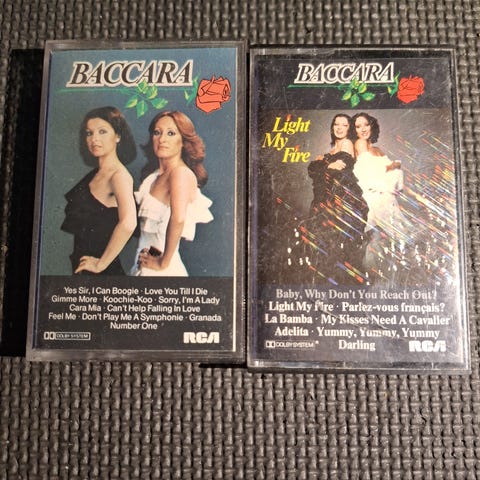 BACCARA
Yes Sir, I Can Boogie · Love You Till I Die
Gimme More · Koochie-Koo · Sorry, I'm A Lady
Cara Mia · Can't Help Falling In Love
Feel Me · Don't Play Me A Symphonie · Granada
Number One
DOLBY SYSTEM
RCA
BACCARA
Light
My
Fire
Baby, Why Don't You Reach Out?
Light My Fire · Parlez-vous français?
La Bamba · My Kisses Need A Cavalier
Adelita · Yummy, Yummy, Yummy
DOLBY SYSTEM
Darling
RCA